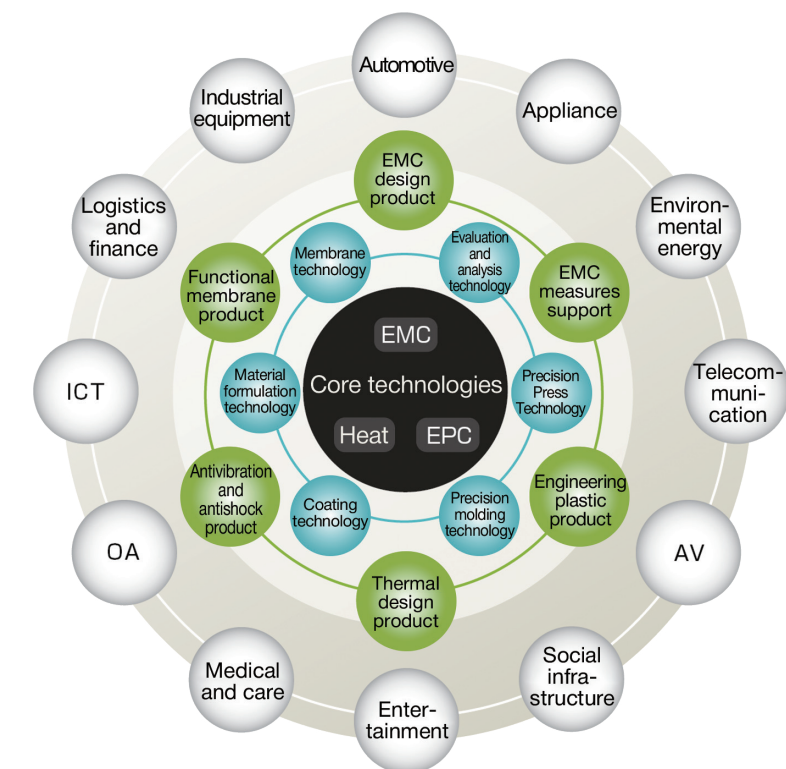 Automotive
Appliance
Environ-
mental
energy
Telecom-
muni-
cation
AV
Social
infra-
structure
Enter-
tainment
Medical
and care
OA
ICT
Logistics
and
finance
Industrial
equipment
EMC
design
product
EMC
measures
support
Engineering
plastic
product
Thermal
design
product
Antivibration
and
antishock
product
Functional
membrane
product
Membrane
technology
Evaluation
and
analysis
technology
Precision
Press
Technology
Precision
molding
technology
Coating
technology
Material
formulation
technology
EMC
Core technologies
Heat
EPC